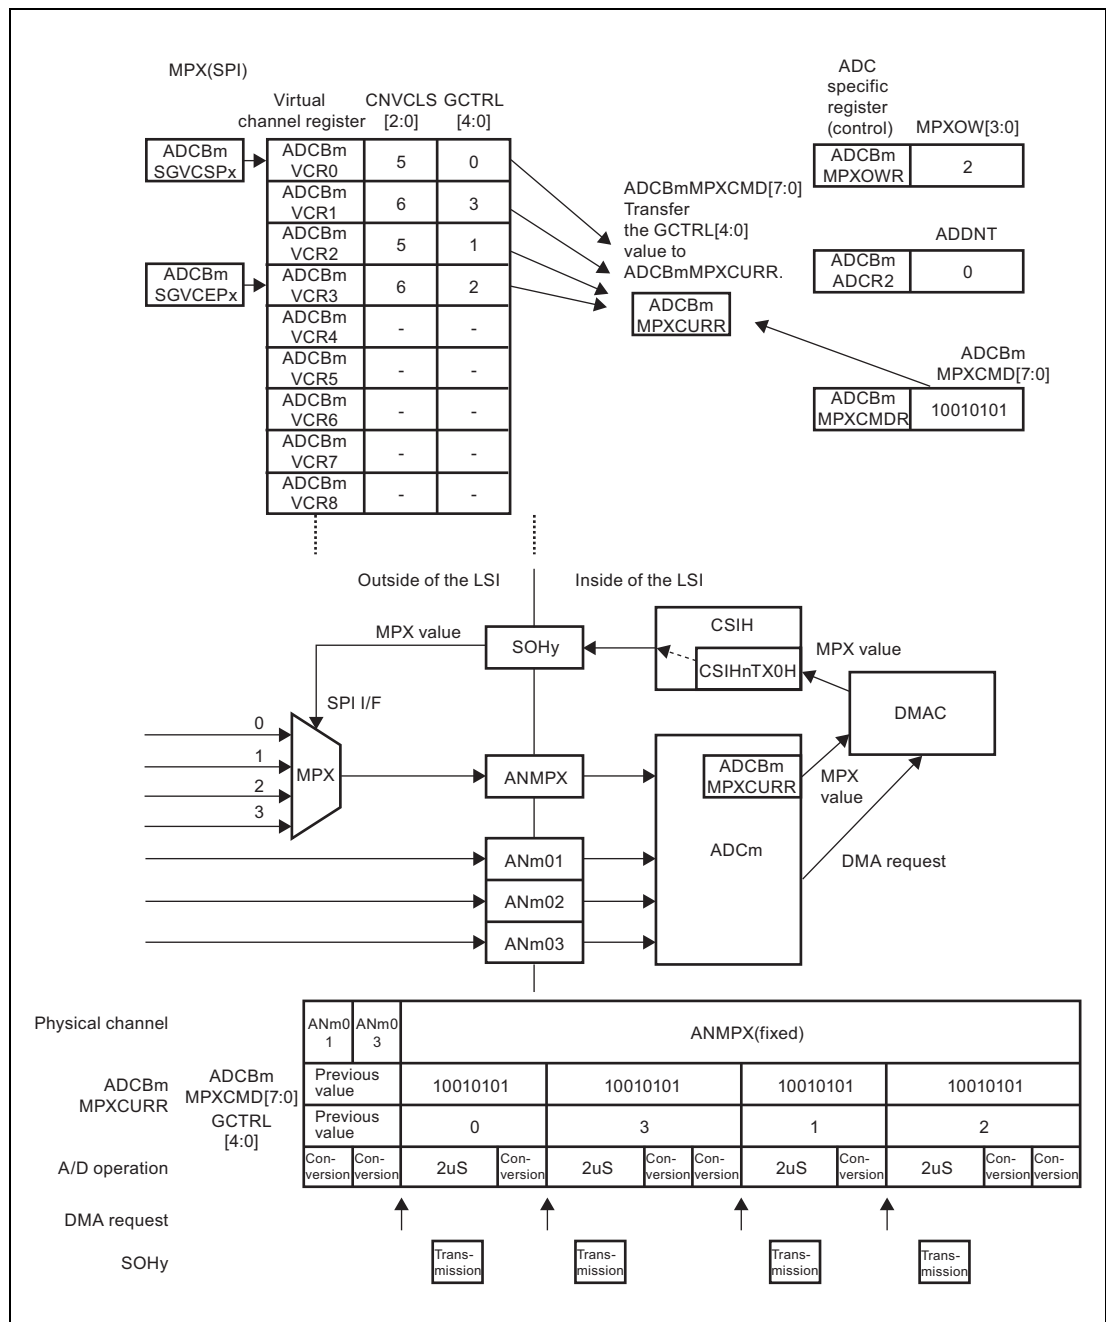 MPX(SPI)
Virtual channel register
CNVCLS [2:0]
GCTRL [4:0]
ADC specific register (control)
MPXOW[3:0]
ADCBm SGVCSPx
ADCBm VCR0 5 0
ADCBm VCR1 6 3
ADCBm VCR2 5 1
ADCBm SGVCEPx
ADCBm VCR3 6 2
ADCBm VCR4 - -
ADCBm VCR5 - -
ADCBm VCR6 - -
ADCBm VCR7 - -
ADCBm VCR8 - -
ADCBmMPXCMD[7:0]
Transfer
the GCTRL[4:0]
value to
ADCBmMPXCURR.
ADCBm MPXCURR
ADCBm MPXOWR 2
ADDNT
ADCBm ADCR2 0
ADCBm MPXCMD[7:0]
ADCBm MPXCMDR 10010101
Outside of the LSI
Inside of the LSI
MPX value
SOHy
CSIH
CSIHnTX0H
MPX value
DMAC
SPI I/F
0
1
2
3
MPX
ANMPX
ADCBm MPXCURR
MPX value
ADCm
DMA request
ANm01
ANm02
ANm03
Physical channel
ANm0 1
ANm0 3
ANMPX(fixed)
ADCBm MPXCURR
ADCBm MPXCMD[7:0]
Previous value
10010101
10010101
10010101
10010101
GCTRL [4:0]
Previous value
0
3
1
2
A/D operation
Con-version
Con-version
2uS
Con-version
2uS
Con-version
Con-version
2uS
Con-version
2uS
Con-version
Con-version
DMA request
SOHy
Trans-mission
Trans-mission
Trans-mission
Trans-mission